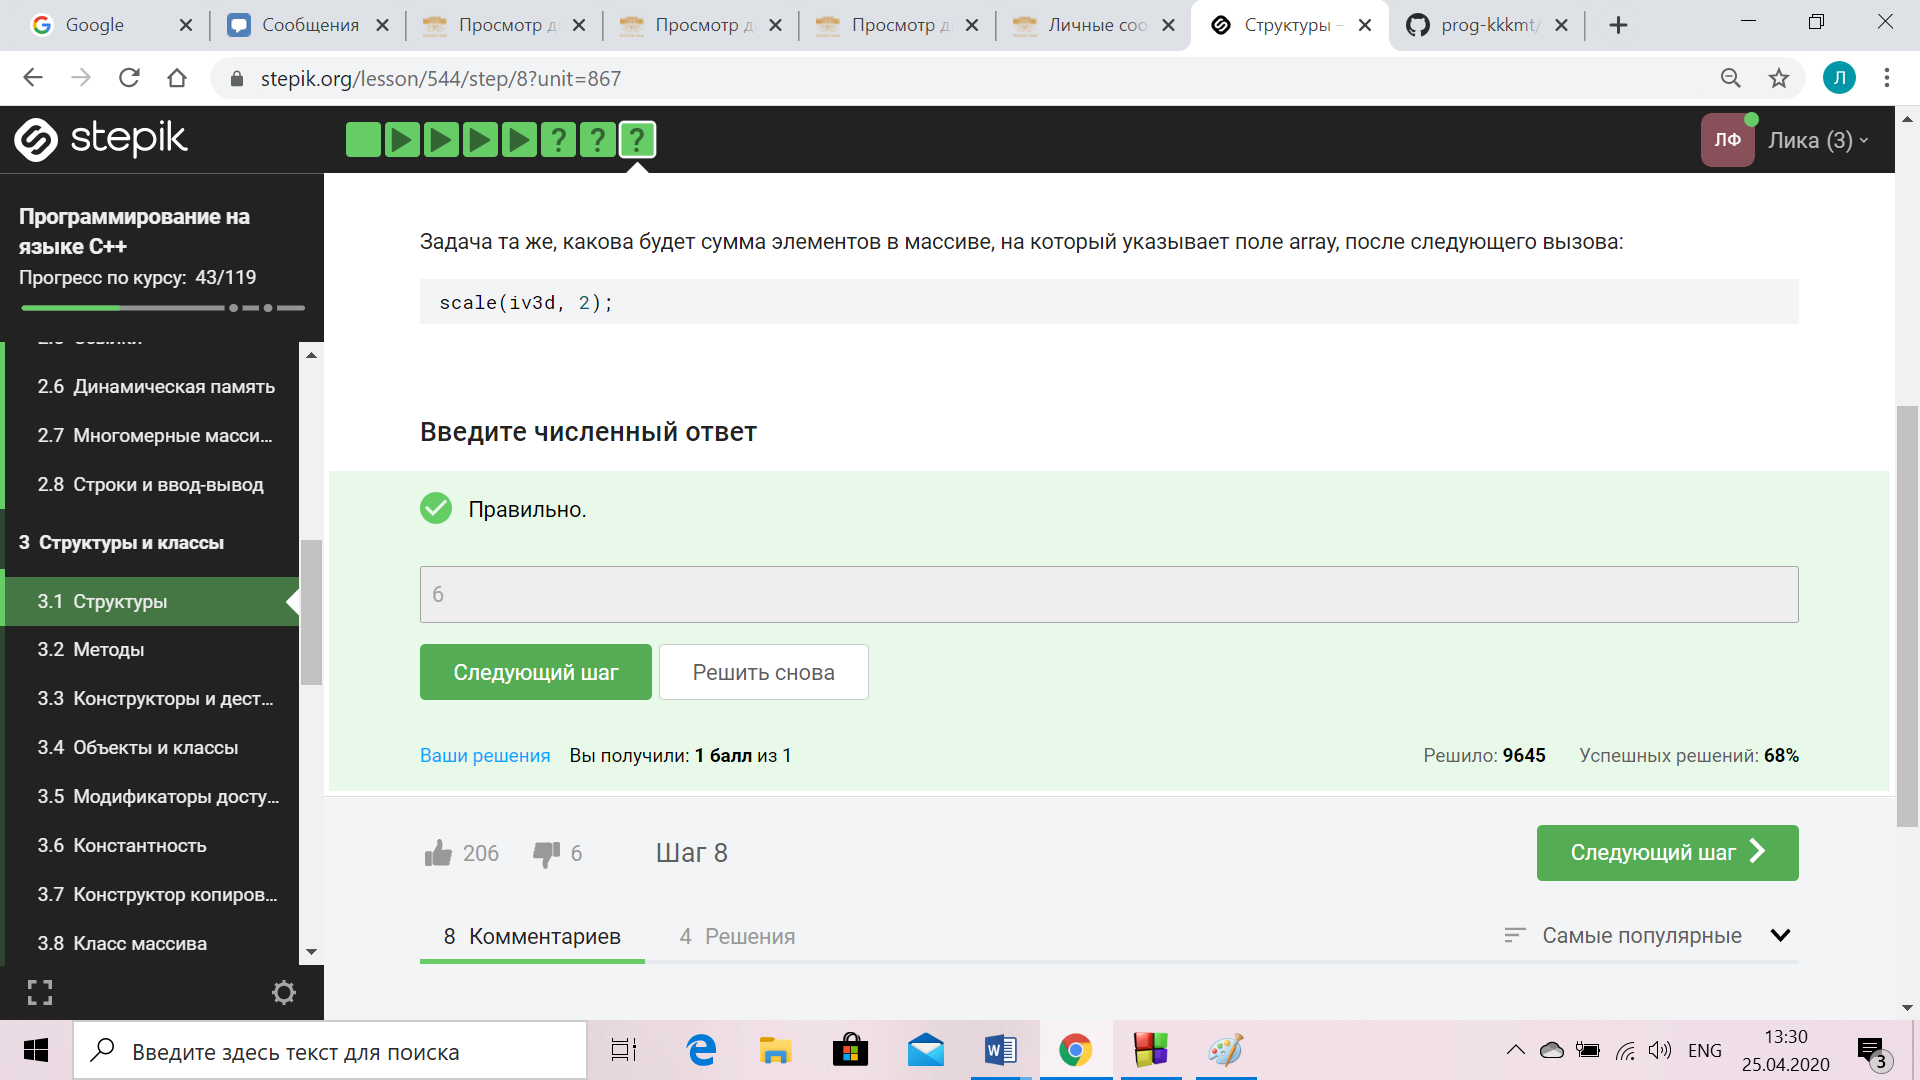 Google
Сообщения
Просмотр д
Просмотр д
Просмотр д
Личные соо
Структуры -
prog-kkkmt/
stepik.org/lesson/544/step/8?unit=867
Л
stepik
? ? ?
ЛФ
Лика (3)
Программирование на
языке C++
Прогресс по курсу: 43/119
2.6 Динамическая память
2.7 Многомерные масси...
2.8 Строки и ввод-вывод
3 Структуры и классы
3.1 Структуры
3.2 Методы
3.3 Конструкторы и дест...
3.4 Объекты и классы
3.5 Модификаторы досту...
3.6 Константность
3.7 Конструктор копиров...
3.8 Класс массива
Задача та же, какова будет сумма элементов в массиве, на который указывает поле array, после следующего вызова:
scale(iv3d, 2);
Введите численный ответ
Правильно.
6
Следующий шаг
Решить снова
Ваши решения Вы получили: 1 балл из 1
Решило: 9645 Успешных решений: 68%
206 6 Шаг 8
Следующий шаг
8 Комментариев
4 Решения
Самые популярные
Введите здесь текст для поиска
ENG
13:30
25.04.2020
3